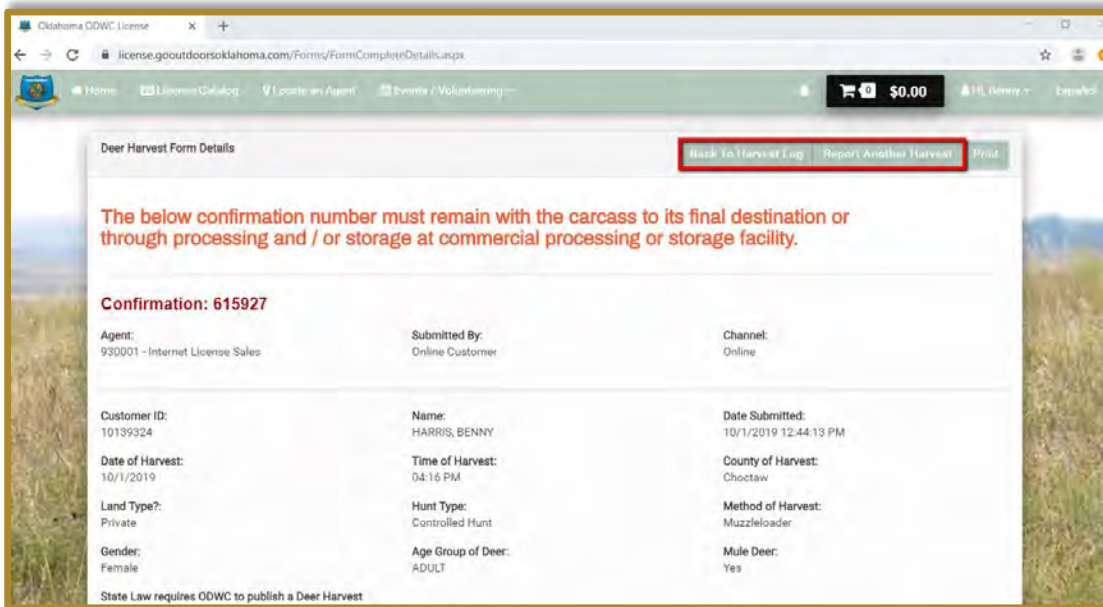 Oklahoma ODWC License
license.gooutdoorsoklahoma.com/Forms/FormCompleteDetails.aspx
Home License Catalog Locate an Agent Events / Volunteering 0 $0.00 Hi, Benny Español
Deer Harvest Form Details Back To Harvest Log Report Another Harvest Print
The below confirmation number must remain with the carcass to its final destination or
through processing and / or storage at commercial processing or storage facility.
Confirmation: 615927
Agent: Submitted By: Channel:
930001 - Internet License Sales Online Customer Online
Customer ID: Name: Date Submitted:
10139324 HARRIS, BENNY 10/1/2019 12:44:13 PM
Date of Harvest: Time of Harvest: County of Harvest:
10/1/2019 04:16 PM Choctaw
Land Type?: Hunt Type: Method of Harvest:
Private Controlled Hunt Muzzleloader
Gender: Age Group of Deer: Mule Deer:
Female ADULT Yes
State Law requires ODWC to publish a Deer Harvest